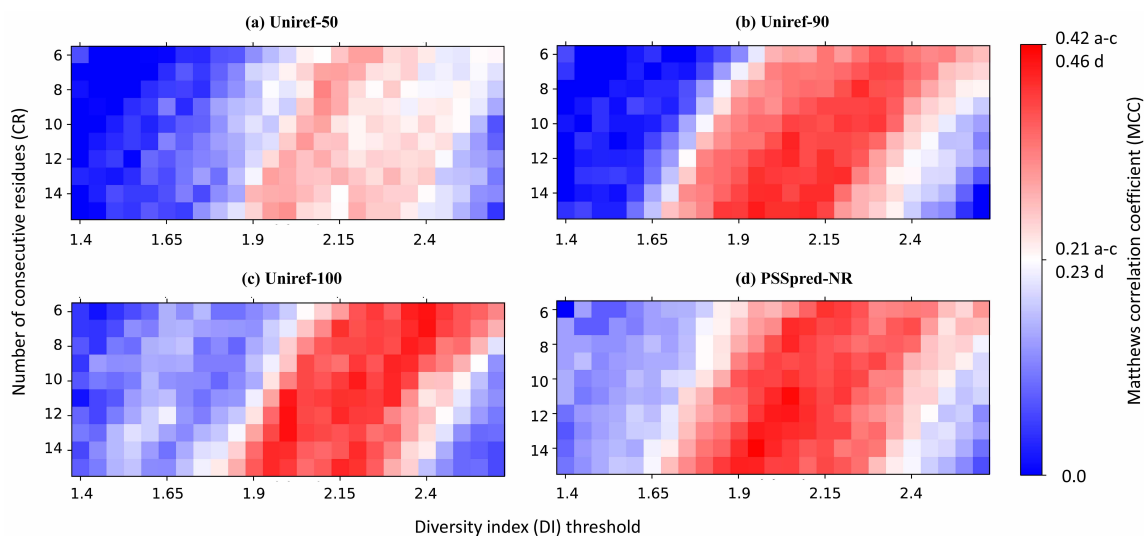 (a) Uniref-50
(b) Uniref-90
6
8
10
12
14
1.4 1.65 1.9 2.15 2.4
6
8
10
12
14
1.4 1.65 1.9 2.15 2.4
(c) Uniref-100
(d) PSSpred-NR
6
8
10
12
14
1.4 1.65 1.9 2.15 2.4
6
8
10
12
14
1.4 1.65 1.9 2.15 2.4
Number of consecutive residues (CR)
Diversity index (DI) threshold
0.42 a-c
0.46 d
0.21 a-c
0.23 d
0.0
Matthews correlation coefficient (MCC)